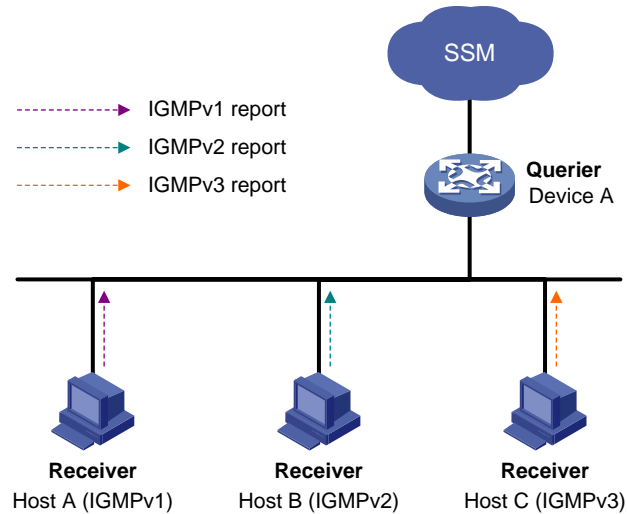 SSM
IGMPv1 report
IGMPv2 report
IGMPv3 report
Querier
Device A
Receiver
Host A (IGMPv1)
Receiver
Host B (IGMPv2)
Receiver
Host C (IGMPv3)